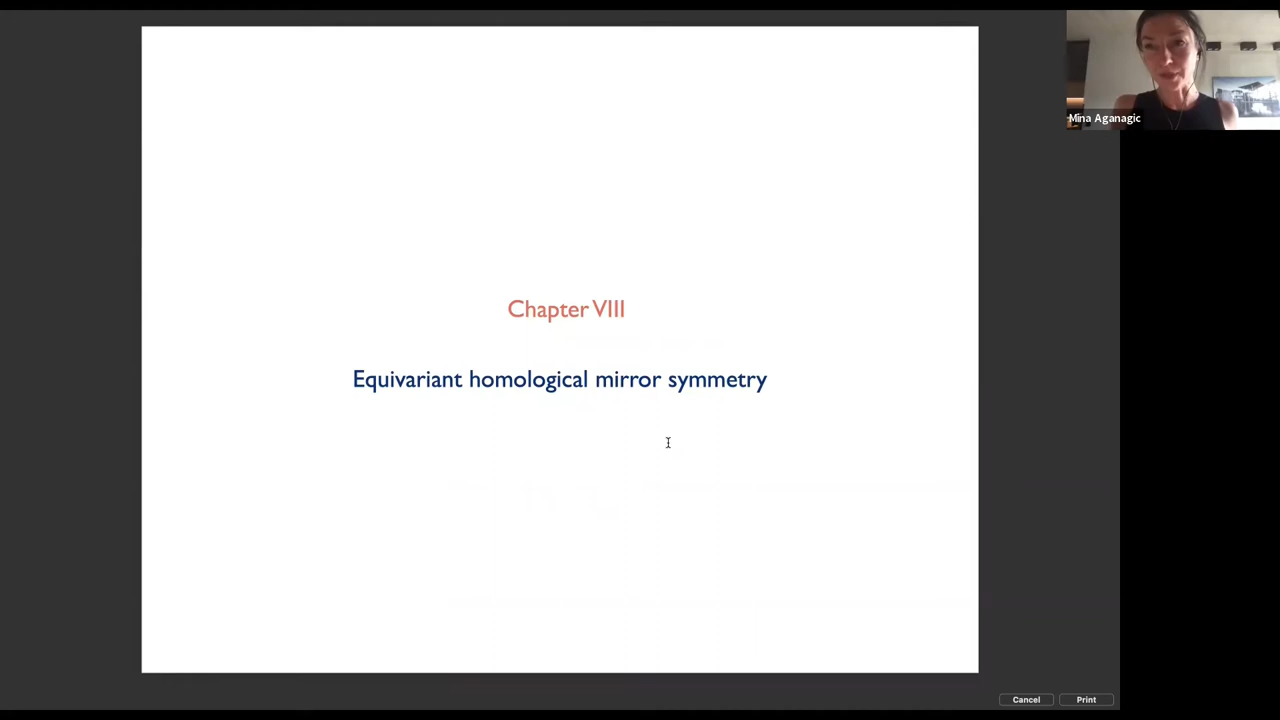 Mina Aganagic
Chapter VIII
Equivariant homological mirror symmetry
Cancel
Print